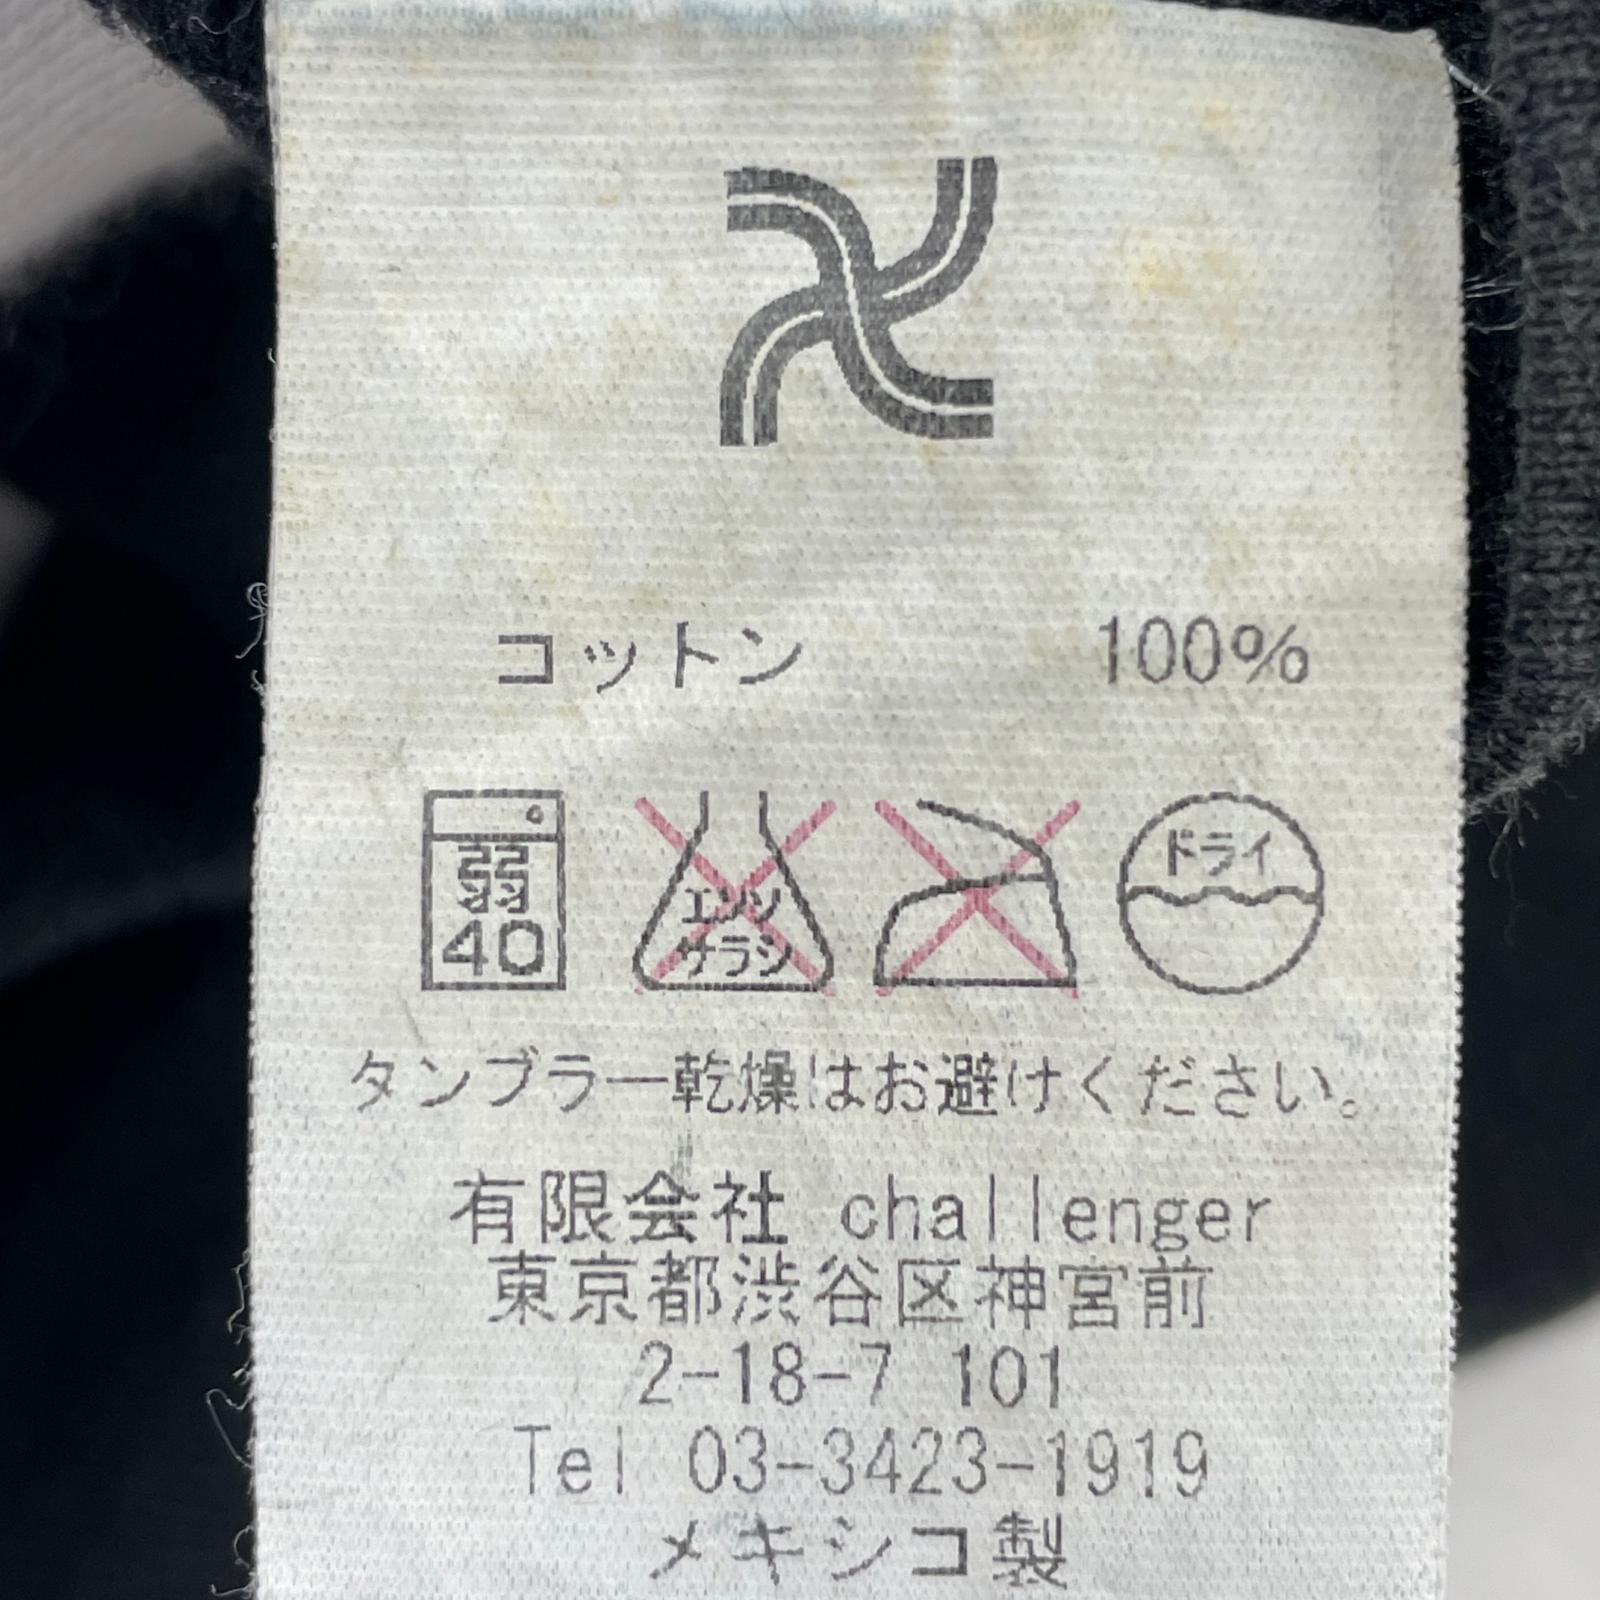 コットン 100%
弱
40
エンソ
サラシ
ドライ
タンブラー乾燥はお避けください。
有限会社 challenger
東京都渋谷区神宮前
2-18-7 101
Tel 03-3423-1919
メキシコ製